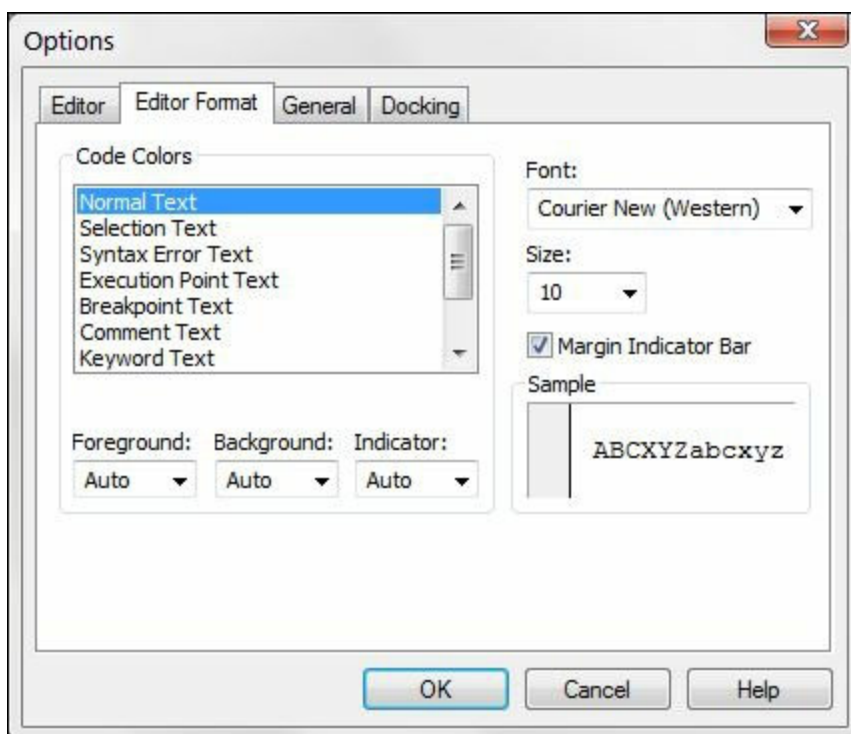 Options
Editor Editor Format General Docking
Code Colors
Normal Text
Selection Text
Syntax Error Text
Execution Point Text
Breakpoint Text
Comment Text
Keyword Text
Foreground: Background: Indicator:
Auto Auto Auto
Font:
Courier New (Western)
Size:
10
Margin Indicator Bar
Sample
ABCXYZabcxyz
OK Cancel Help